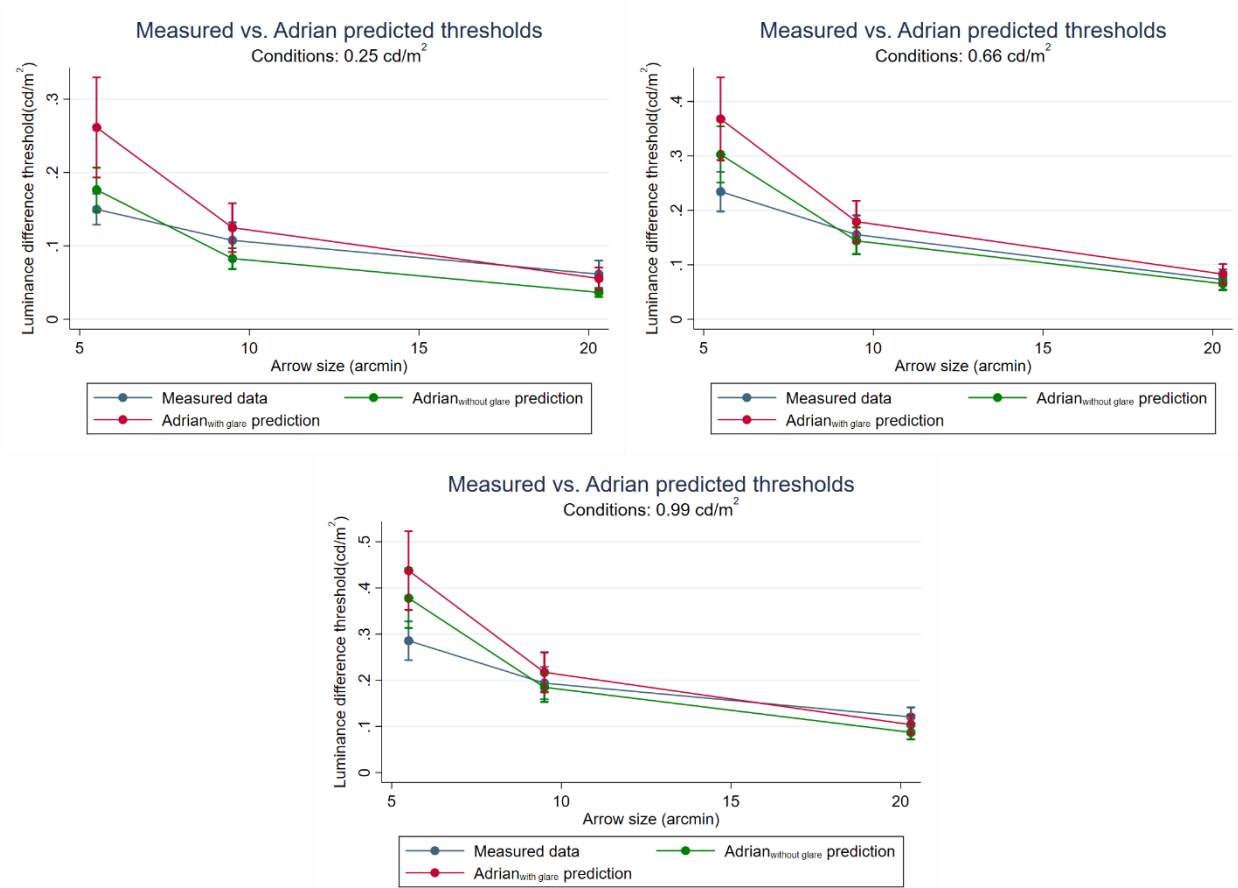 Measured vs. Adrian predicted thresholds
Conditions: 0.25 cd/m²
Luminance difference threshold(cd/m²)
.3
.2
.1
0
5 10 15 20
Arrow size (arcmin)
Measured data Adrianwithout glare prediction
Adrianwith glare prediction
Measured vs. Adrian predicted thresholds
Conditions: 0.66 cd/m²
Luminance difference threshold(cd/m²)
.4
.3
.2
.1
0
5 10 15 20
Arrow size (arcmin)
Measured data Adrianwithout glare prediction
Adrianwith glare prediction
Measured vs. Adrian predicted thresholds
Conditions: 0.99 cd/m²
Luminance difference threshold(cd/m²)
.5
.4
.3
.2
.1
0
5 10 15 20
Arrow size (arcmin)
Measured data Adrianwithout glare prediction
Adrianwith glare prediction